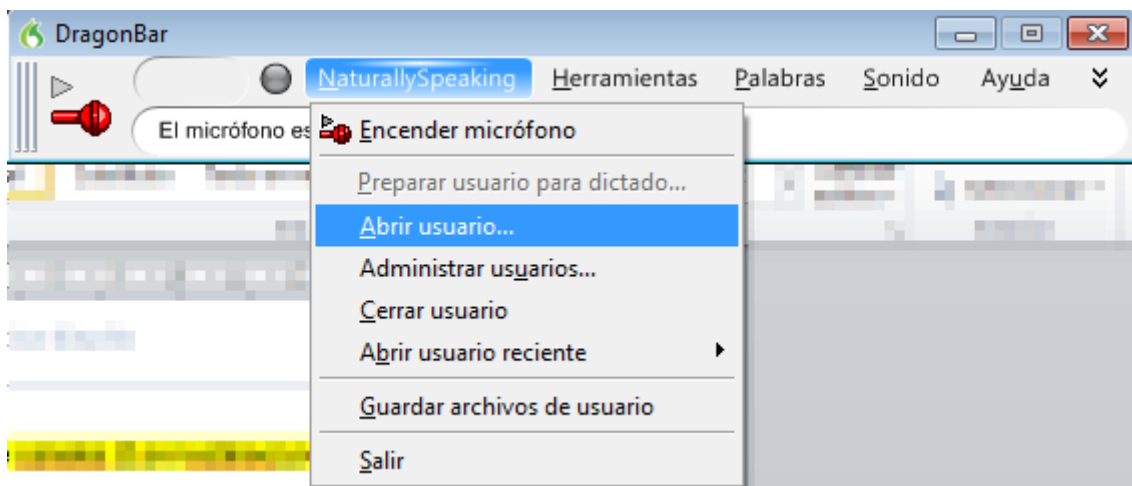 DragonBar
NaturallySpeaking Herramientas Palabras Sonido Ayuda
El micrófono es
Encender micrófono
Preparar usuario para dictado...
Abrir usuario...
Administrar usuarios...
Cerrar usuario
Abrir usuario reciente
Guardar archivos de usuario
Salir